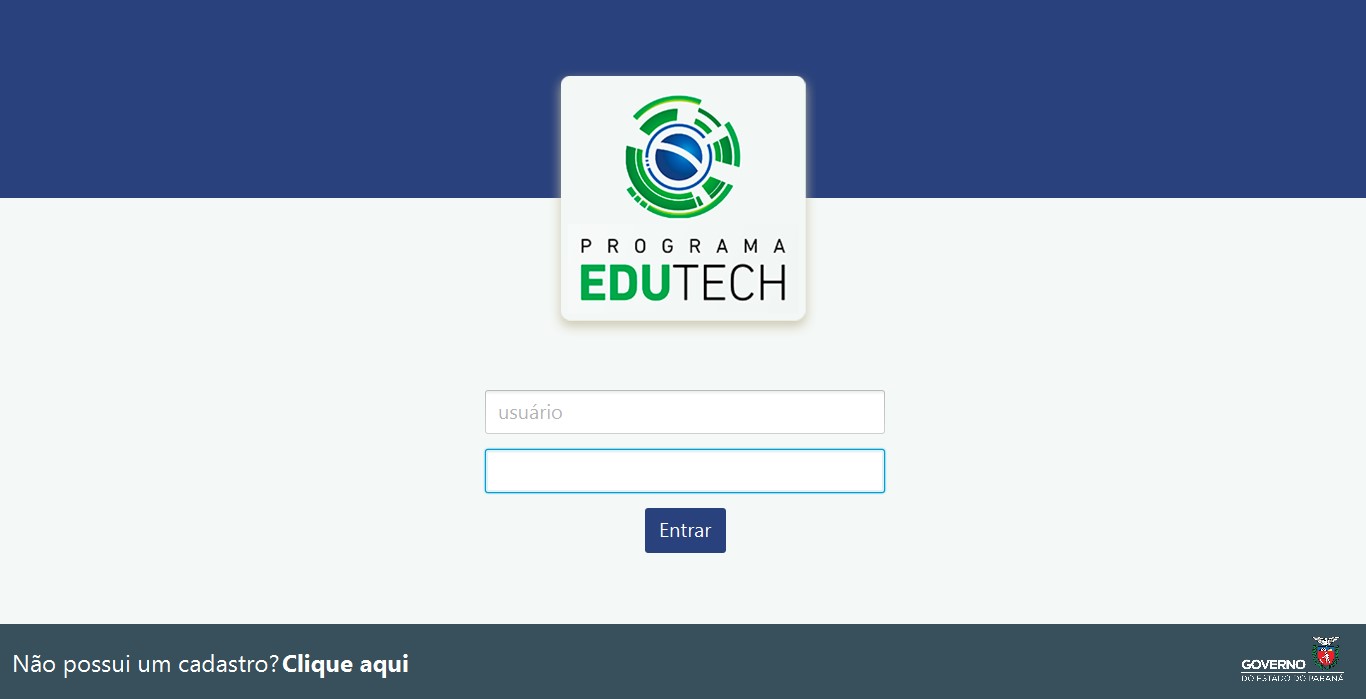 PROGRAMA
EDUTECH
usuário
Entrar
Não possui um cadastro? Clique aqui
GOVERNO
DO ESTADO DO PARANÁ